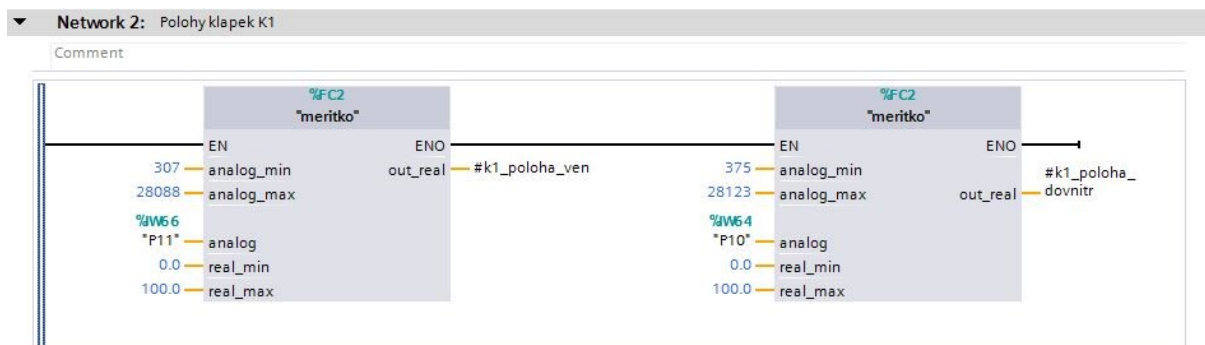 Network 2: Polohy klapek K1
Comment
%FC2
"meritko"
EN ENO
307 analog_min out_real #k1_poloha_ven
28088 analog_max
%IW66
"P11" analog
0.0 real_min
100.0 real_max
%FC2
"meritko"
EN ENO
375 analog_min
28123 analog_max out_real #k1_poloha_
dovnitr
%IW64
"P10" analog
0.0 real_min
100.0 real_max